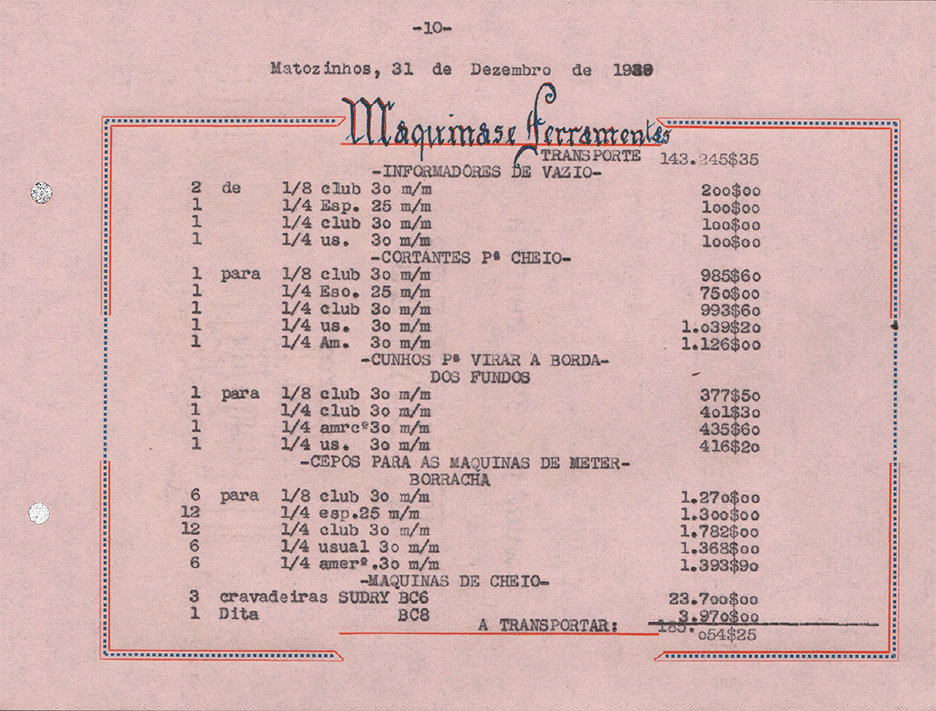 -10-
Matozinhos, 31 de Dezembro de 1939
Maquinas e Ferramentas
TRANSPORTE 143.245$35
-INFORMADORES DE VAZIO-
2 de 1/8 club 3o m/m 2oo$oo
1 1/4 Esp. 25 m/m 1oo$oo
1 1/4 club 3o m/m 1oo$oo
1 1/4 us. 3o m/m 1oo$oo
-CORTANTES Pª CHEIO-
1 para 1/8 club 3o m/m 985$6o
1 1/4 Eso. 25 m/m 75o$oo
1 1/4 club 3o m/m 993$6o
1 1/4 us. 3o m/m 1.o39$2o
1 1/4 Am. 3o m/m 1.126$oo
-CUNHOS Pª VIRAR A BORDA-
DOS FUNDOS
1 para 1/8 club 3o m/m 377$5o
1 1/4 club 3o m/m 4o1$3o
1 1/4 amrcº3o m/m 435$6o
1 1/4 us. 3o m/m 416$2o
-CEPOS PARA AS MAQUINAS DE METER-
BORRACHA
6 para 1/8 club 3o m/m 1.27o$oo
12 1/4 esp.25 m/m 1.3oo$oo
12 1/4 club 3o m/m 1.782$oo
6 1/4 usual 3o m/m 1.368$oo
6 1/4 amerº.3o m/m 1.393$9o
-MAQUINAS DE CHEIO-
3 cravadeiras SUDRY BC6 23.7oo$oo
1 Dita BC8 3.97o$oo
A TRANSPORTAR: 185.o54$25